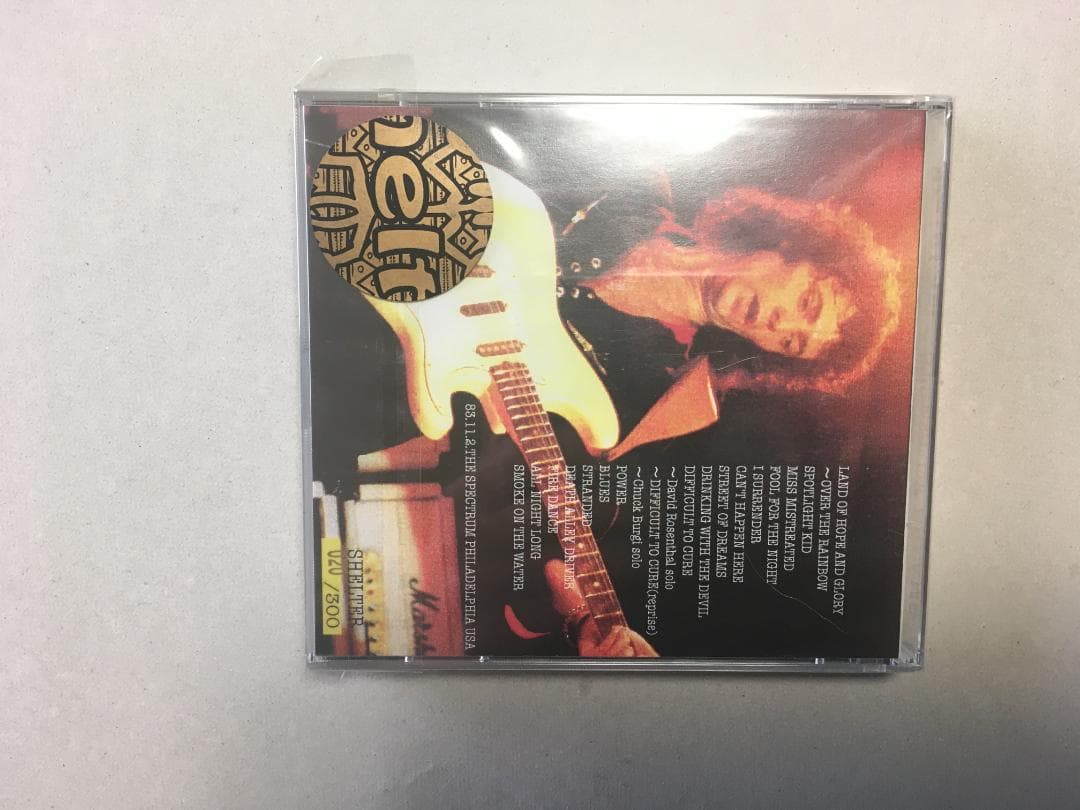 LAND OF HOPE AND GLORY
~OVER THE RAINBOW
SPOTLIGHT KID
MISS MISTREATED
FOOL FOR THE NIGHT
I SURRENDER
CAN'T HAPPEN HERE
STREET OF DREAMS
DRINKING WITH THE DEVIL
DIFFICULT TO CURE
~David Rosenthal solo
~DIFFICULT TO CURE(reprise)
~Chuck Burgi solo
POWER
BLUES
STRANDED
DEATH ALLEY DRIVER
FIRE DANCE
ALL NIGHT LONG
SMOKE ON THE WATER
83.11.2.THE SPECTRUM PHILADELPHIA USA
SHELTER
020 /300